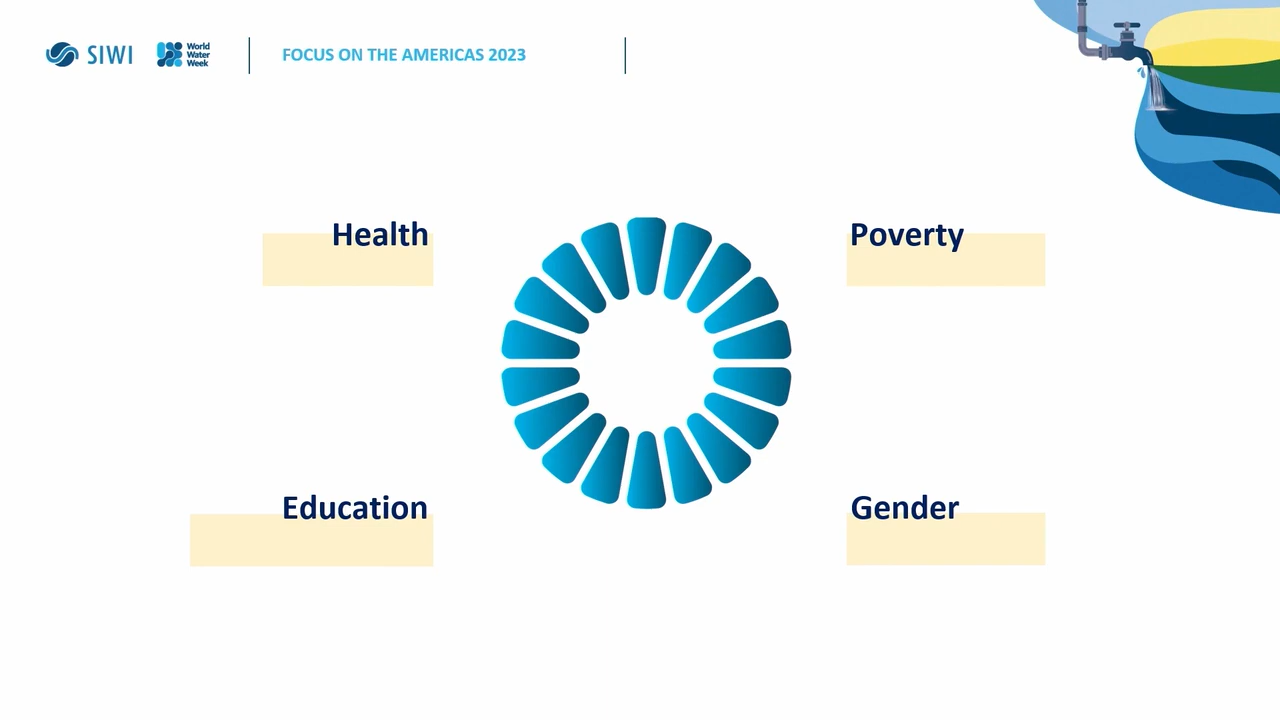 SIWI
World
Water
Week
FOCUS ON THE AMERICAS 2023
Health
Poverty
Education
Gender